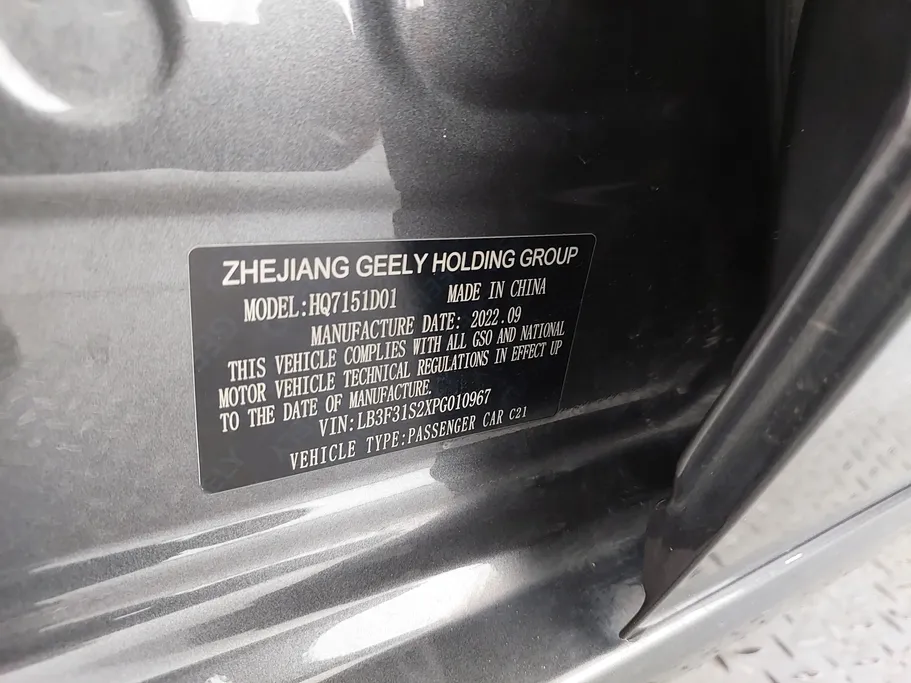 ZHEJIANG GEELY HOLDING GROUP
MODEL:HQ7151D01 MADE IN CHINA
MANUFACTURE DATE: 2022.09
THIS VEHICLE COMPLIES WITH ALL GSO AND NATIONAL
MOTOR VEHICLE TECHNICAL REGULATIONS IN EFFECT UP
TO THE DATE OF MANUFACTURE.
VIN:LB3F31S2XPG010967
VEHICLE TYPE:PASSENGER CAR C21